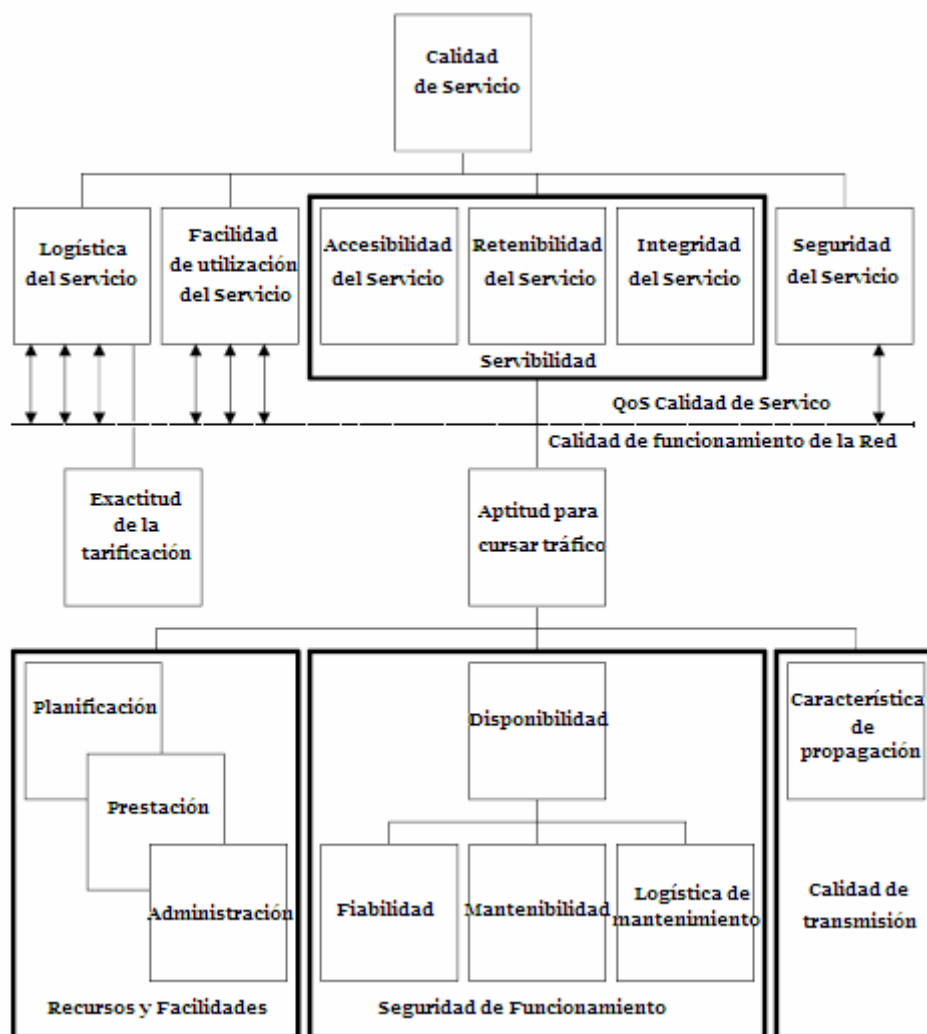 Calidad
de Servicio
Logística
del Servicio
Facilidad
de utilización
del Servicio
Accesibilidad
del Servicio
Retenibilidad
del Servicio
Integridad
del Servicio
Servibilidad
Seguridad
del Servicio
QoS Calidad de Servico
Calidad de funcionamiento de la Red
Exactitud
de la
tarificación
Aptitud para
cursar tráfico
Planificación
Prestación
Administración
Recursos y Facilidades
Disponibilidad
Fiabilidad
Mantenibilidad
Logística de
mantenimiento
Seguridad de Funcionamiento
Característica
de
propagación
Calidad de
transmisión